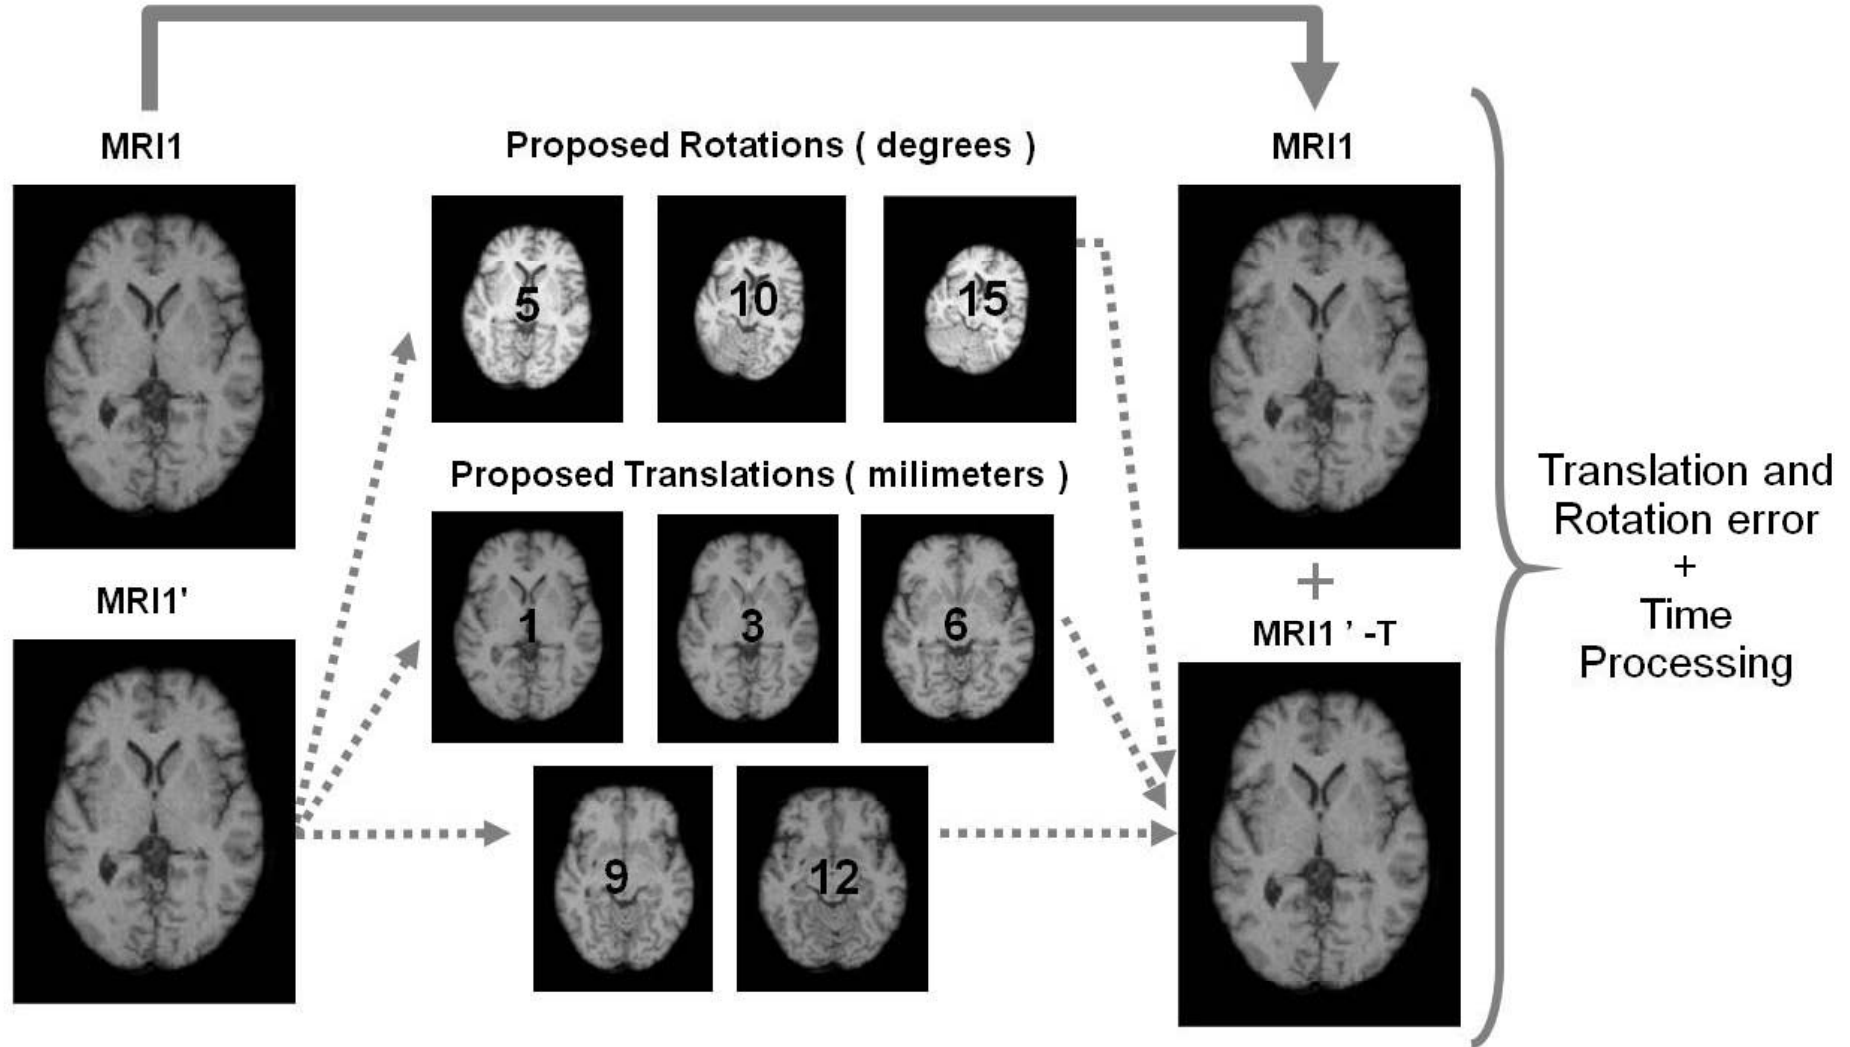 MRI1
Proposed Rotations ( degrees )
MRI1
5
10
15
Proposed Translations ( milimeters )
MRI1'
1
3
6
+
MRI1 ' -T
9
12
Translation and
Rotation error
+
Time
Processing